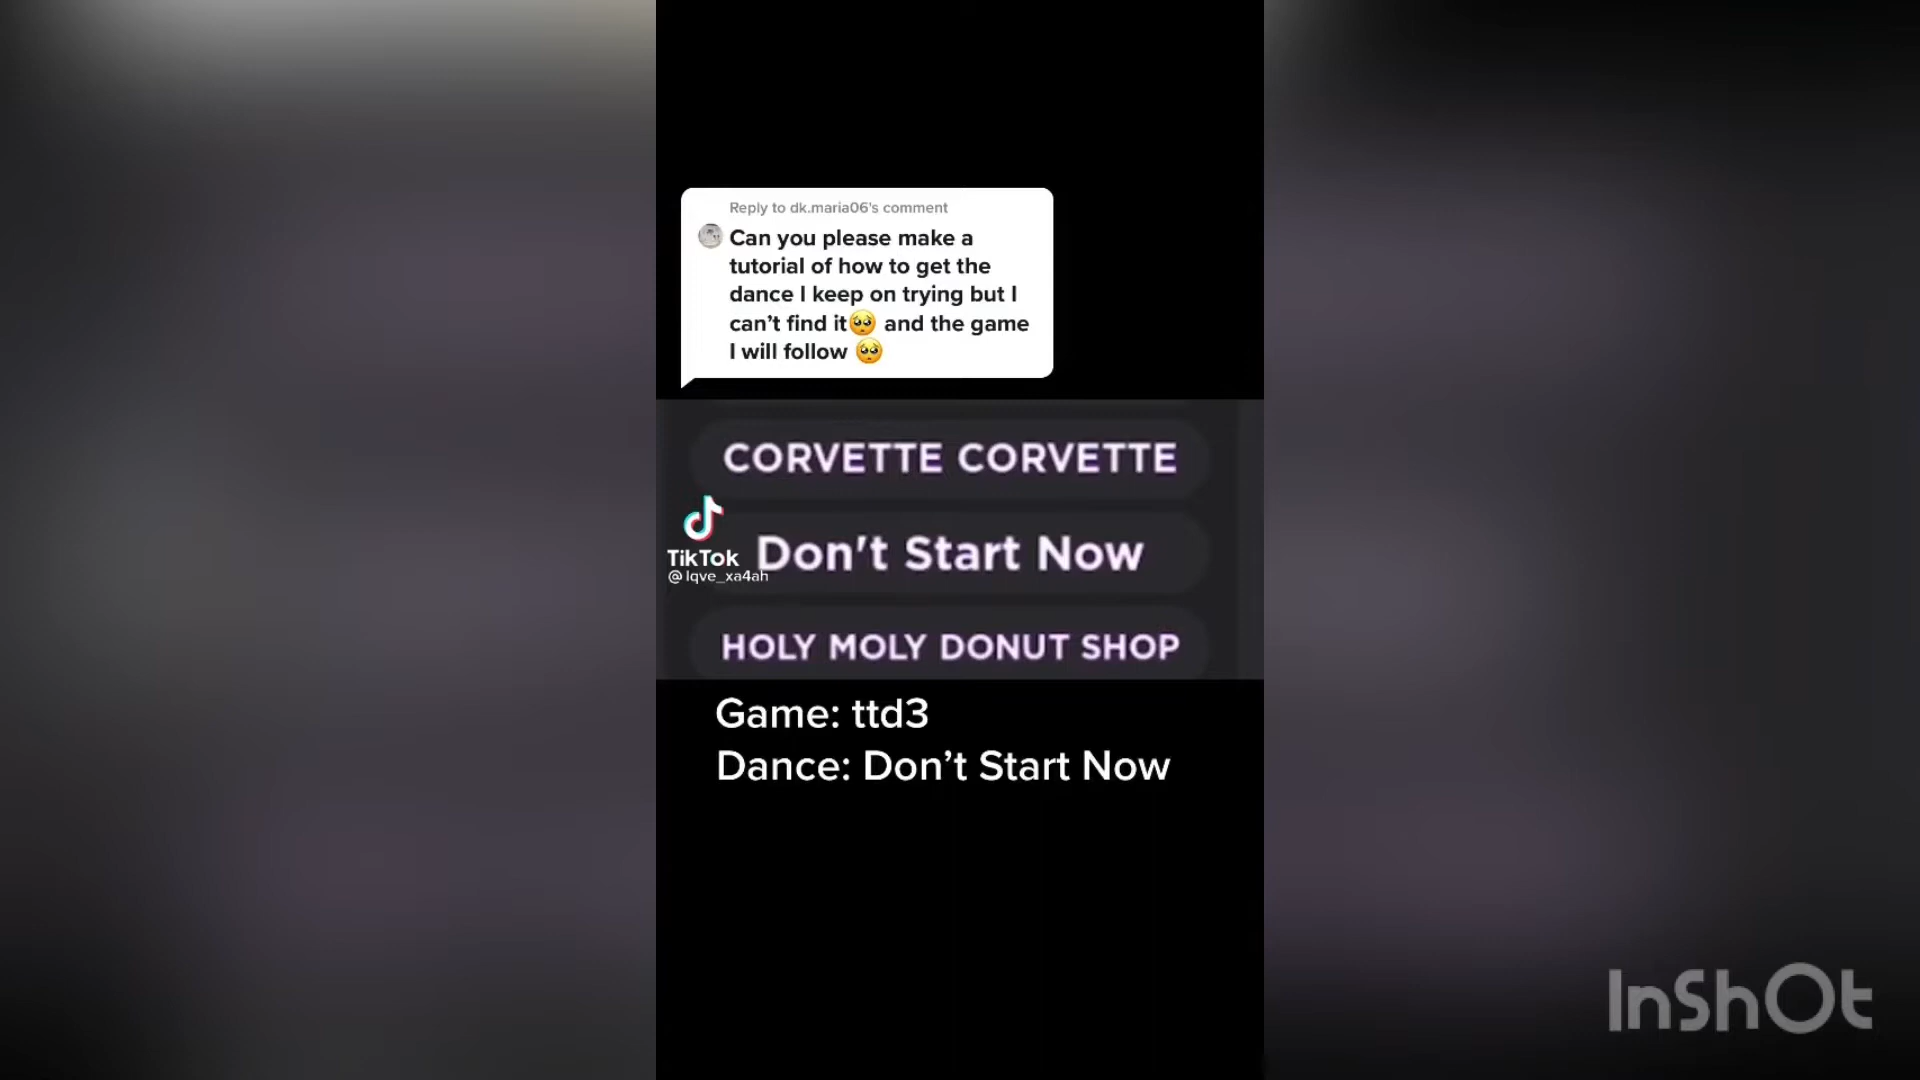 Reply to dk.maria06's comment
Can you please make a
tutorial of how to get the
dance I keep on trying but I
can’t find it🥺 and the game
I will follow 🥺
CORVETTE CORVETTE
Don't Start Now
TikTok
@lqve_xa4ah
HOLY MOLY DONUT SHOP
Game: ttd3
Dance: Don’t Start Now
InShOt